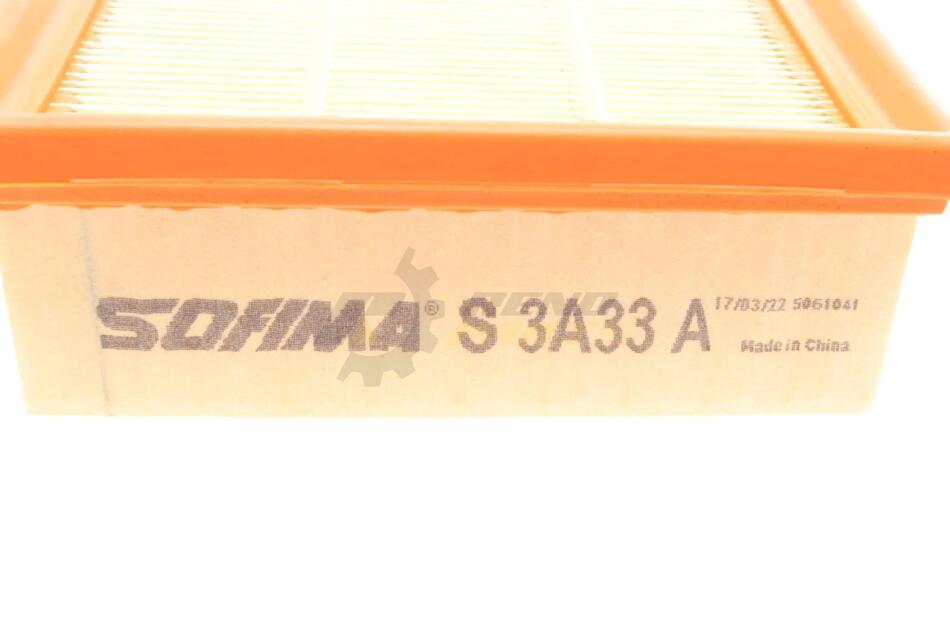 SOFIMA® S 3A33 A
17/03/22 5061041
Made in China